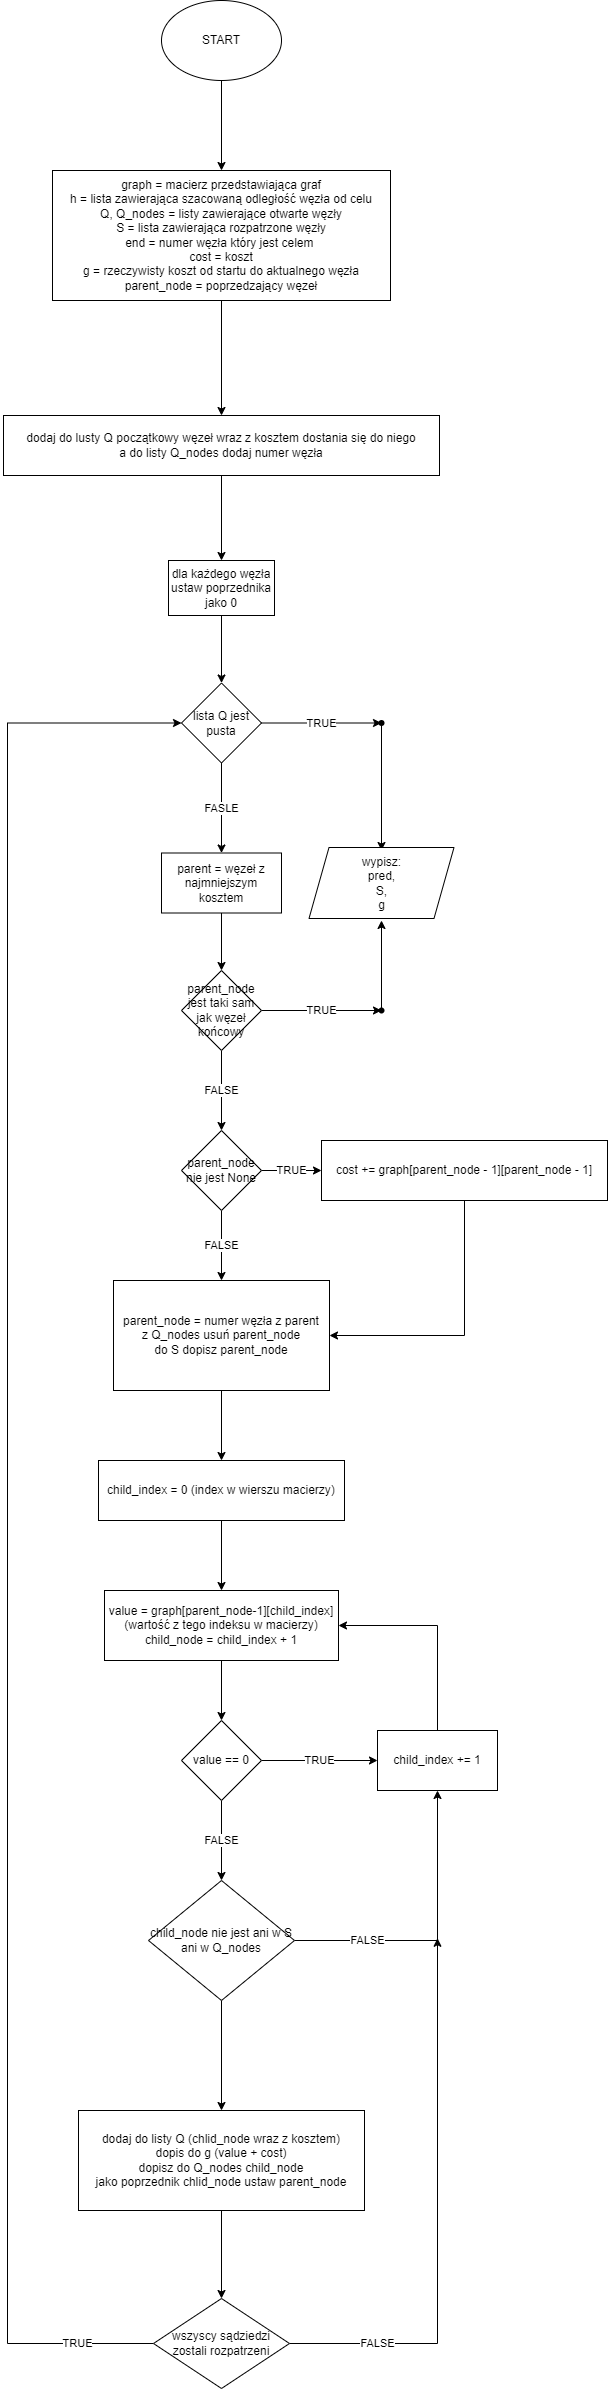 START
graph = macierz przedstawiająca graf
h = lista zawierająca szacowaną odległość węzła od celu
Q, Q_nodes = listy zawierające otwarte węzły
S = lista zawierająca rozpatrzone węzły
end = numer węzła który jest celem
cost = koszt
g = rzeczywisty koszt od startu do aktualnego węzła
parent_node = poprzedzający węzeł
dodaj do lusty Q początkowy węzeł wraz z kosztem dostania się do niego
a do listy Q_nodes dodaj numer węzła
dla każdego węzła
ustaw poprzednika
jako 0
lista Q jest
pusta
TRUE
FASLE
parent = węzeł z
najmniejszym
kosztem
wypisz:
pred,
S,
g
parent_node
jest taki sam
jak węzeł
końcowy
TRUE
FALSE
parent_node
nie jest None
TRUE
cost += graph[parent_node - 1][parent_node - 1]
FALSE
parent_node = numer węzła z parent
z Q_nodes usuń parent_node
do S dopisz parent_node
child_index = 0 (index w wierszu macierzy)
value = graph[parent_node-1][child_index]
(wartość z tego indeksu w macierzy)
child_node = child_index + 1
value == 0
TRUE
child_index += 1
FALSE
child_node nie jest ani w S
ani w Q_nodes
FALSE
dodaj do listy Q (chlid_node wraz z kosztem)
dopis do g (value + cost)
dopisz do Q_nodes child_node
jako poprzednik chlid_node ustaw parent_node
wszyscy sądziedzi
zostali rozpatrzeni
TRUE
FALSE